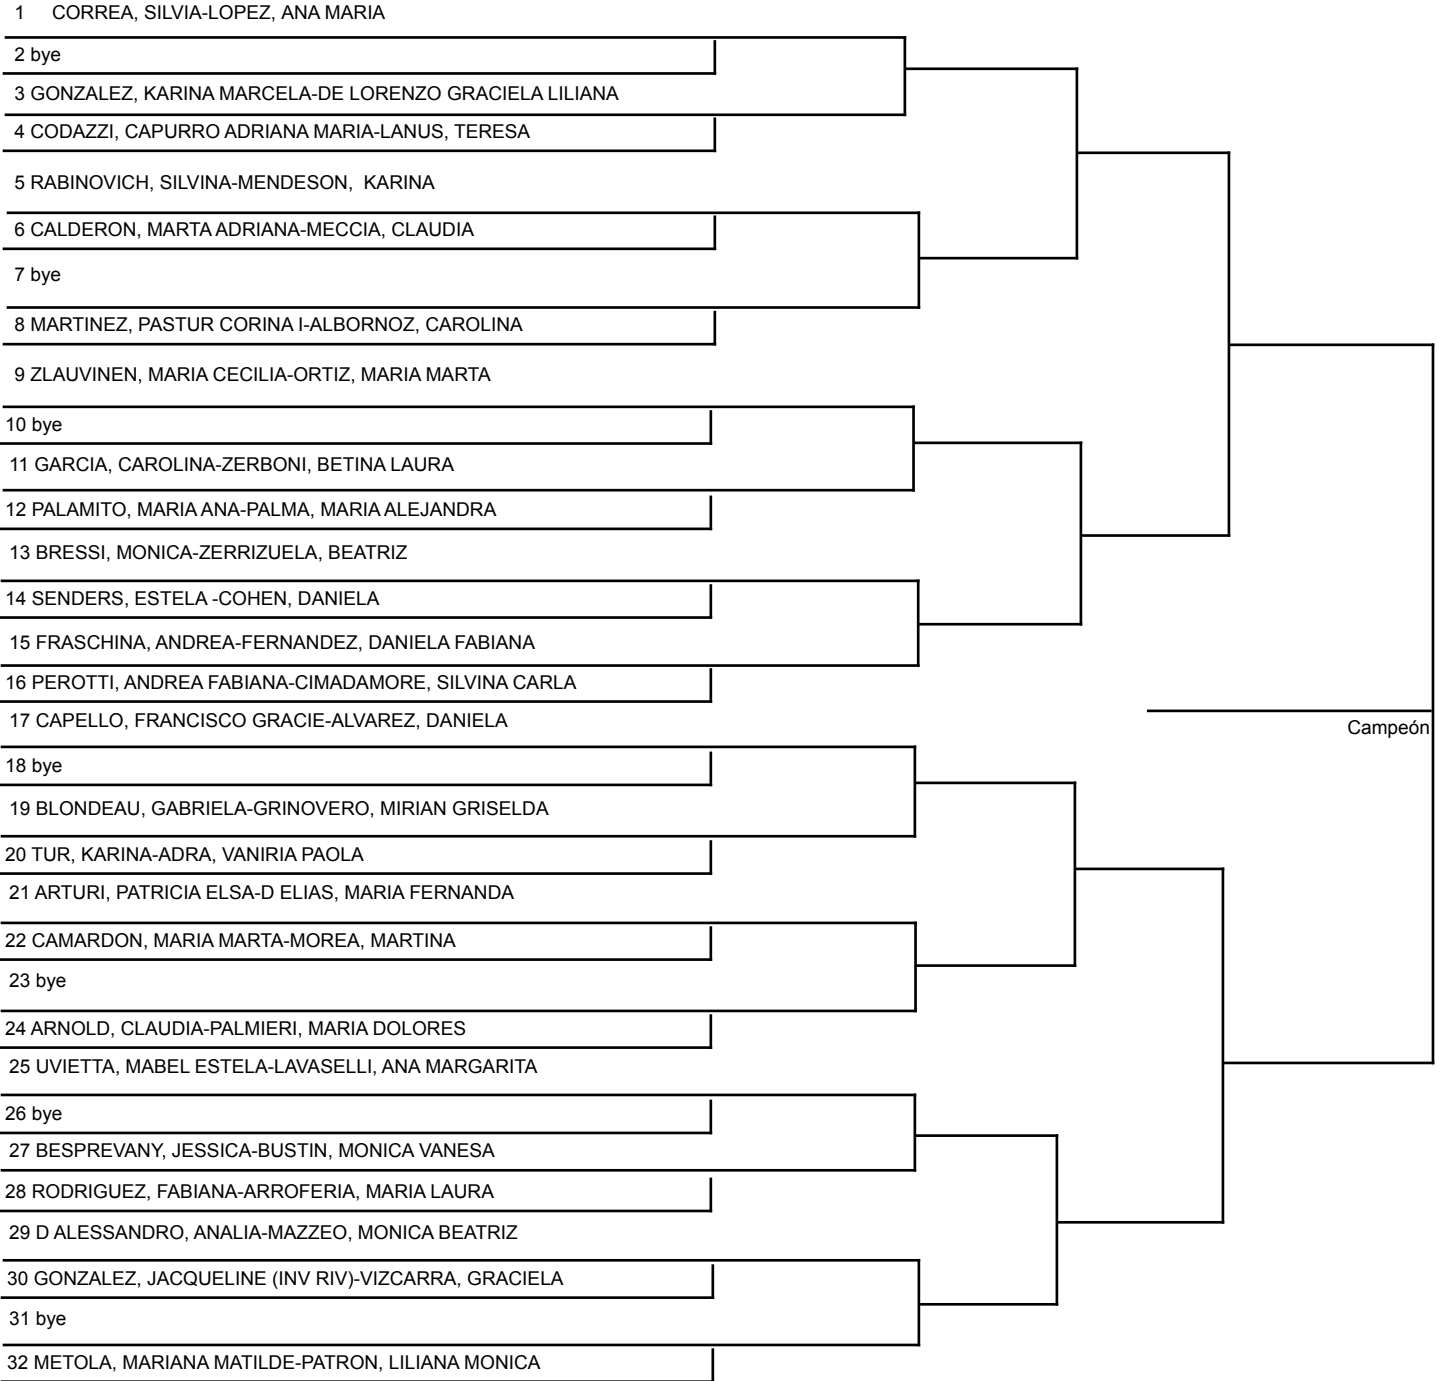 1 CORREA, SILVIA-LOPEZ, ANA MARIA
2 bye
3 GONZALEZ, KARINA MARCELA-DE LORENZO GRACIELA LILIANA
4 CODAZZI, CAPURRO ADRIANA MARIA-LANUS, TERESA
5 RABINOVICH, SILVINA-MENDESON, KARINA
6 CALDERON, MARTA ADRIANA-MECCIA, CLAUDIA
7 bye
8 MARTINEZ, PASTUR CORINA I-ALBORNOZ, CAROLINA
9 ZLAUVINEN, MARIA CECILIA-ORTIZ, MARIA MARTA
10 bye
11 GARCIA, CAROLINA-ZERBONI, BETINA LAURA
12 PALAMITO, MARIA ANA-PALMA, MARIA ALEJANDRA
13 BRESSI, MONICA-ZERRIZUELA, BEATRIZ
14 SENDERS, ESTELA -COHEN, DANIELA
15 FRASCHINA, ANDREA-FERNANDEZ, DANIELA FABIANA
16 PEROTTI, ANDREA FABIANA-CIMADAMORE, SILVINA CARLA
17 CAPELLO, FRANCISCO GRACIE-ALVAREZ, DANIELA
Campeón
18 bye
19 BLONDEAU, GABRIELA-GRINOVERO, MIRIAN GRISELDA
20 TUR, KARINA-ADRA, VANIRIA PAOLA
21 ARTURI, PATRICIA ELSA-D ELIAS, MARIA FERNANDA
22 CAMARDON, MARIA MARTA-MOREA, MARTINA
23 bye
24 ARNOLD, CLAUDIA-PALMIERI, MARIA DOLORES
25 UVIETTA, MABEL ESTELA-LAVASELLI, ANA MARGARITA
26 bye
27 BESPREVANY, JESSICA-BUSTIN, MONICA VANESA
28 RODRIGUEZ, FABIANA-ARROFERIA, MARIA LAURA
29 D ALESSANDRO, ANALIA-MAZZEO, MONICA BEATRIZ
30 GONZALEZ, JACQUELINE (INV RIV)-VIZCARRA, GRACIELA
31 bye
32 METOLA, MARIANA MATILDE-PATRON, LILIANA MONICA